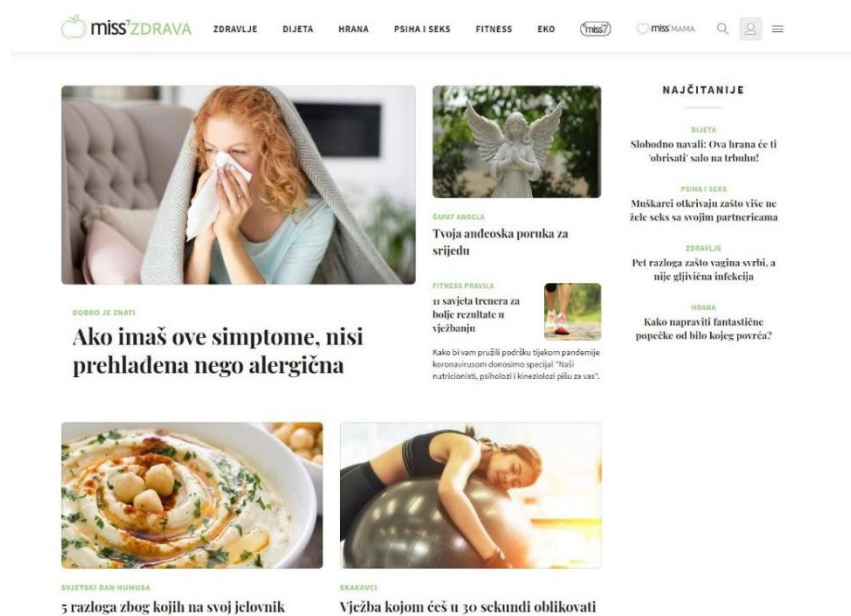 miss7ZDRAVA
ZDRAVLJE
DIJETA
HRANA
PSIHA I SEKS
FITNESS
EKO
miss7
miss7MAMA
DOBRO JE ZNATI
Ako imaš ove simptome, nisi
prehlađena nego alergična
ŠAPAT ANĐELA
Tvoja anđeoska poruka za
srijedu
FITNESS PRAVILA
11 savjeta trenera za
bolje rezultate u
vježbanju
Kako bi vam pružili podršku tijekom pandemije
koronavirusom donosimo specijal "Naši
nutricionisti, psiholozi i kineziolozi pišu za vas".
NAJČITANIJE
DIJETA
Slobodno navali: Ova hrana će ti
'obrisati' salo na trbuhu!
PSIHA I SEKS
Muškarci otkrivaju zašto više ne
žele seks sa svojim partnericama
ZDRAVLJE
Pet razloga zašto vagina svrbi, a
nije gljivična infekcija
HRANA
Kako napraviti fantastične
popečke od bilo kojeg povrća?
SVJETSKI DAN HUMUSA
5 razloga zbog kojih na svoj jelovnik
SKAKAVCI
Vježba kojom ćeš u 30 sekundi oblikovati